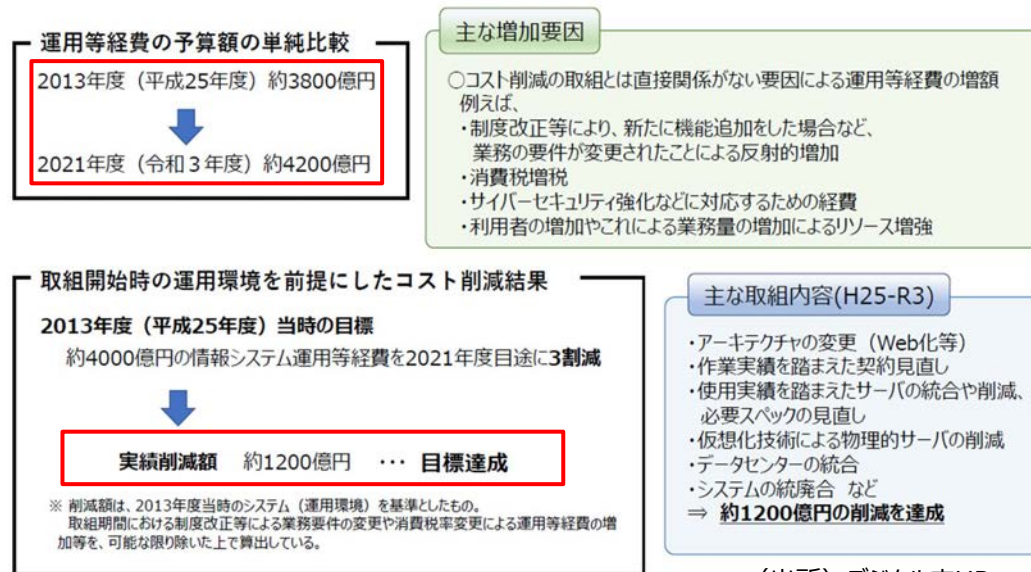 運用等経費の予算額の単純比較
2013年度（平成25年度）約3800億円
2021年度（令和３年度）約4200億円
主な増加要因
○コスト削減の取組とは直接関係がない要因による運用等経費の増額
例えば、
・制度改正等により、新たに機能追加をした場合など、
業務の要件が変更されたことによる反射的増加
・消費税増税
・サイバーセキュリティ強化などに対応するための経費
・利用者の増加やこれによる業務量の増加によるリソース増強
取組開始時の運用環境を前提にしたコスト削減結果
2013年度（平成25年度）当時の目標
約4000億円の情報システム運用等経費を2021年度目途に3割減
実績削減額　約1200億円　･･･ 目標達成
※ 削減額は、2013年度当時のシステム（運用環境）を基準としたもの。
取組期間における制度改正等による業務要件の変更や消費税率変更による運用等経費の増
加等を、可能な限り除いた上で算出している。
主な取組内容(H25-R3)
・アーキテクチャの変更（Web化等）
・作業実績を踏まえた契約見直し
・使用実績を踏まえたサーバの統合や削減、
必要スペックの見直し
・仮想化技術による物理的サーバの削減
・データセンターの統合
・システムの統廃合 など
⇒ 約1200億円の削減を達成